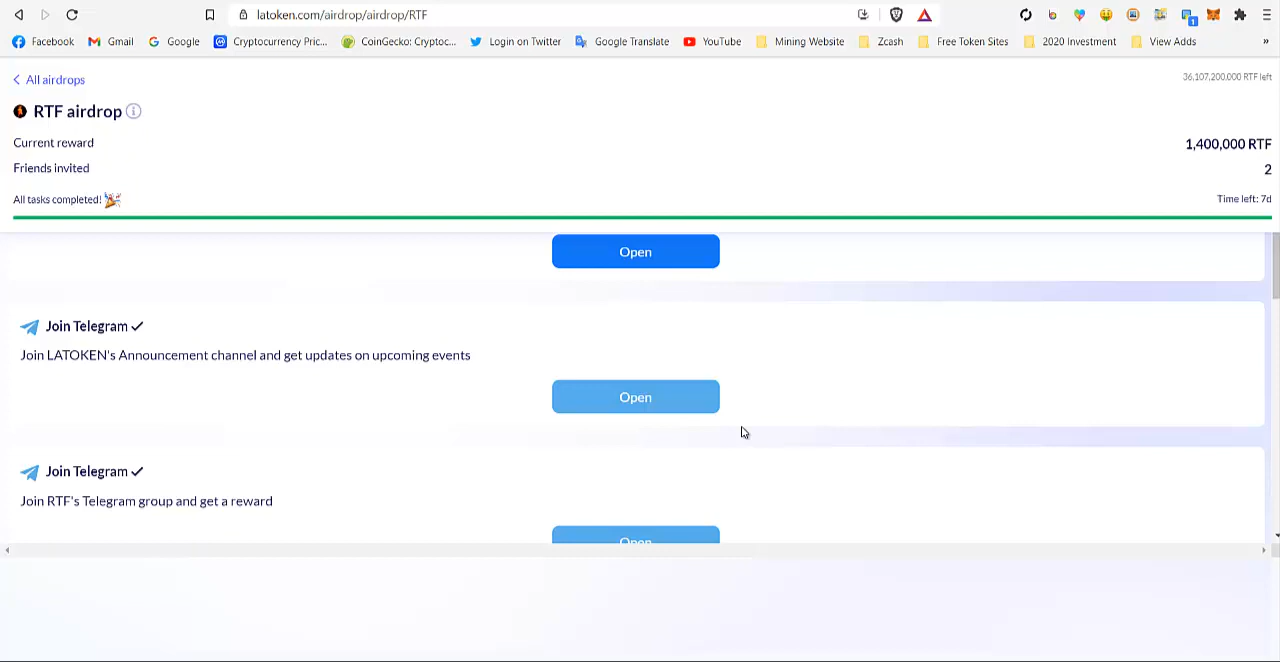 latoken.com/airdrop/airdrop/RTF
Facebook Gmail Google Cryptocurrency Pric... CoinGecko: Cryptoc... Login on Twitter Google Translate YouTube Mining Website Zcash Free Token Sites 2020 Investment View Adds »
All airdrops
36,107,200.000 RTF left
RTF airdrop
Current reward 1,400,000 RTF
Friends invited 2
All tasks completed! Time left: 7d
Open
Join Telegram
Join LATOKEN's Announcement channel and get updates on upcoming events
Open
Join Telegram
Join RTF's Telegram group and get a reward
Open